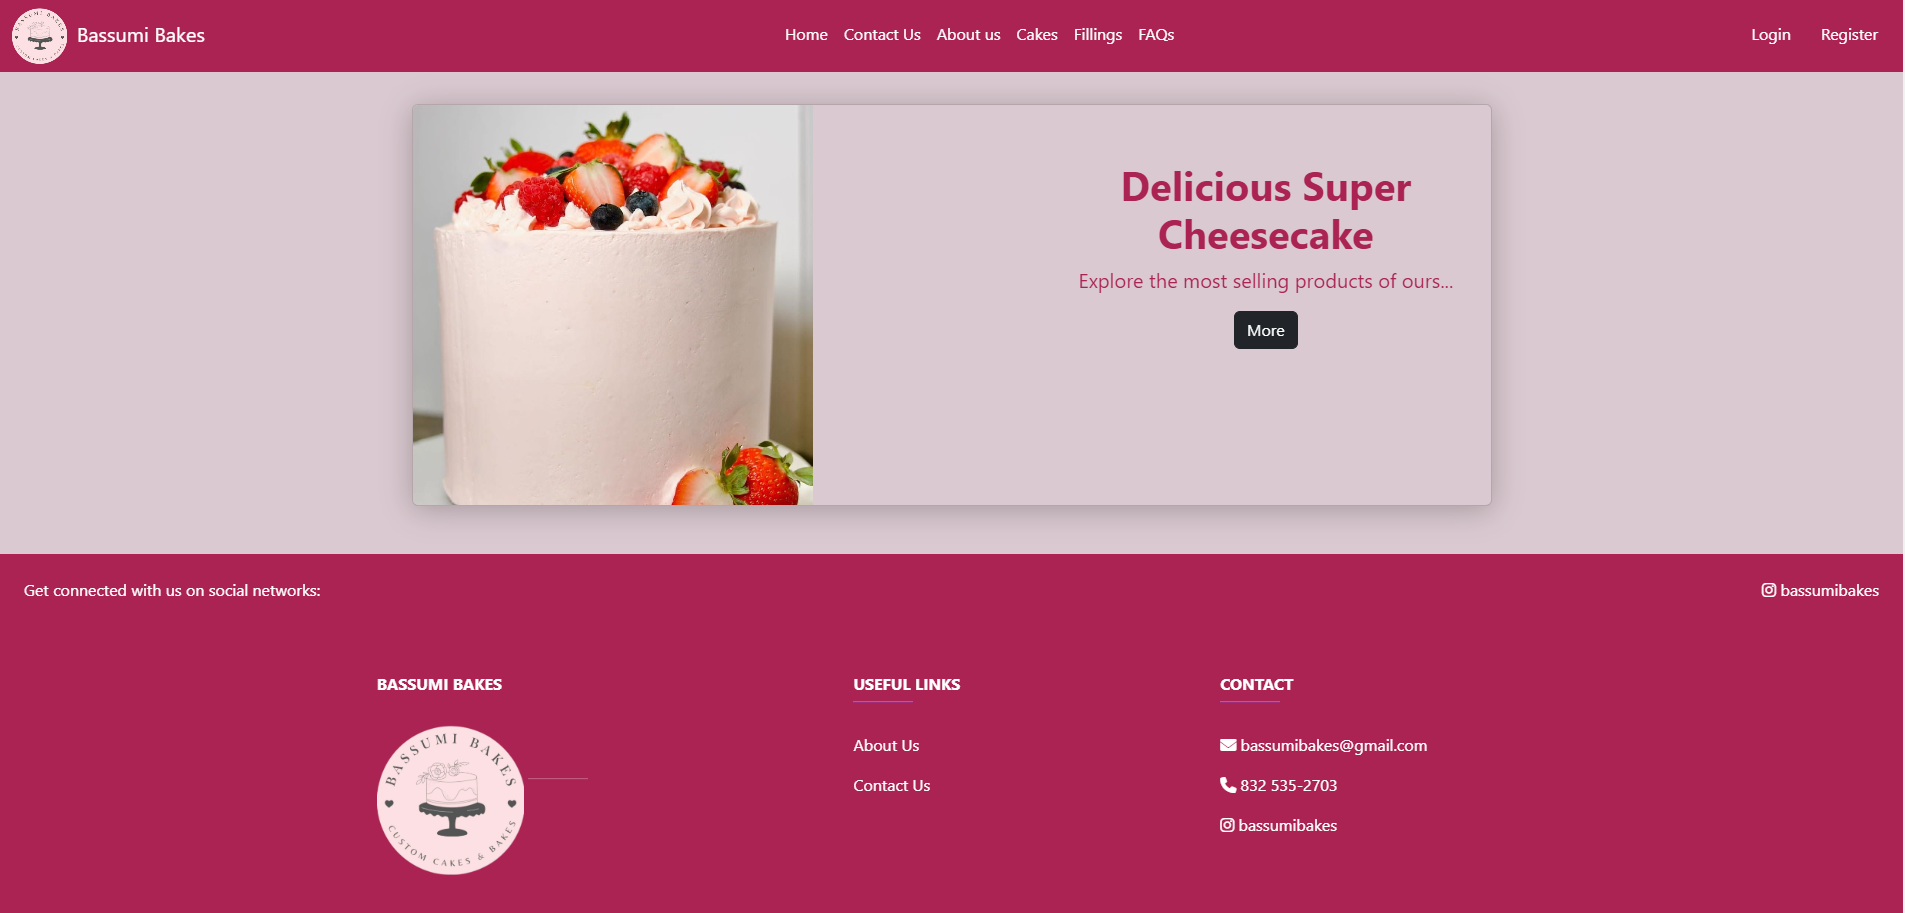 BASSUMI BAKES
Bassumi Bakes
Home Contact Us About us Cakes Fillings FAQs
Login Register
Delicious Super
Cheesecake
Explore the most selling products of ours...
More
Get connected with us on social networks:
bassumibakes
BASSUMI BAKES
BASSUMI BAKES
CUSTOM CAKES & BAKES
USEFUL LINKS
About Us
Contact Us
CONTACT
bassumibakes@gmail.com
832 535-2703
bassumibakes